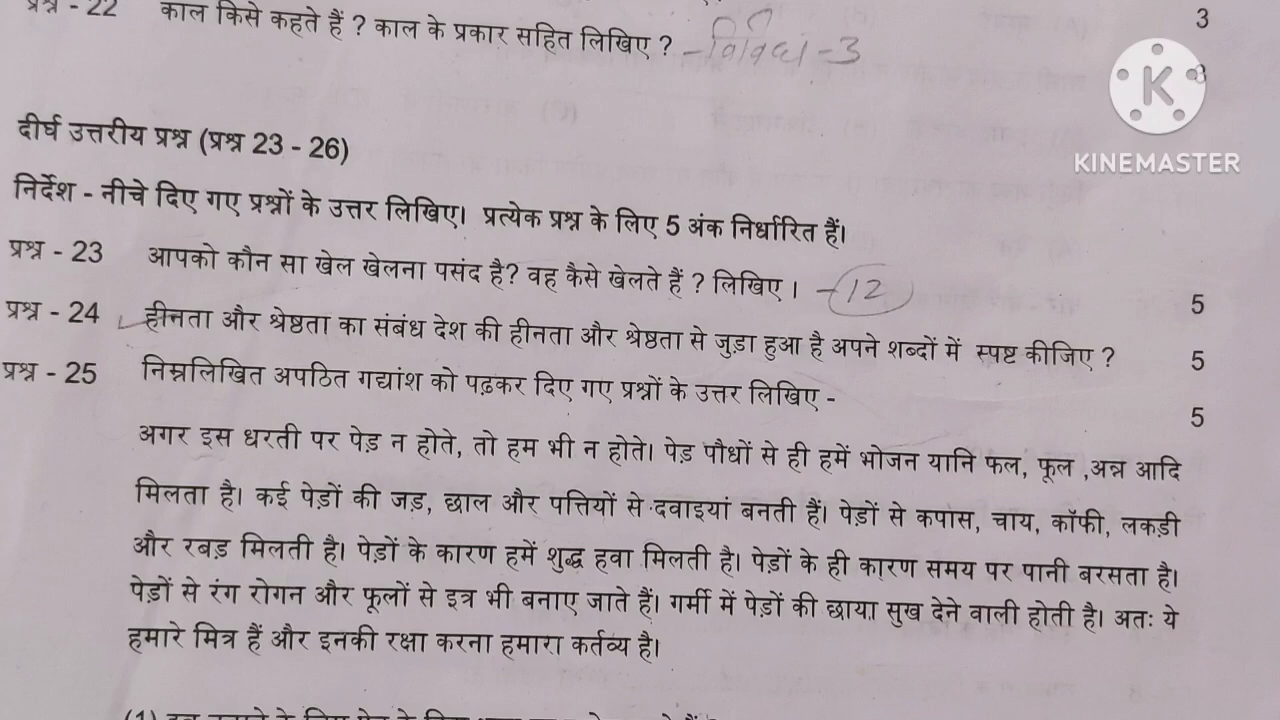 प्रश्न - 22 काल किसे कहते हैं ? काल के प्रकार सहित लिखिए ? - विविध - 3 3
3
KINEMASTER
दीर्घ उत्तरीय प्रश्न (प्रश्न 23 - 26)
निर्देश - नीचे दिए गए प्रश्नों के उत्तर लिखिए। प्रत्येक प्रश्न के लिए 5 अंक निर्धारित हैं।
प्रश्न - 23 आपको कौन सा खेल खेलना पसंद है? वह कैसे खेलते हैं ? लिखिए । - 12 5
प्रश्न - 24 हीनता और श्रेष्ठता का संबंध देश की हीनता और श्रेष्ठता से जुड़ा हुआ है अपने शब्दों में स्पष्ट कीजिए ? 5
प्रश्न - 25 निम्नलिखित अपठित गद्यांश को पढ़कर दिए गए प्रश्नों के उत्तर लिखिए - 5
अगर इस धरती पर पेड़ न होते, तो हम भी न होते। पेड़ पौधों से ही हमें भोजन यानि फल, फूल ,अन्न आदि
मिलता है। कई पेड़ों की जड़, छाल और पत्तियों से दवाइयां बनती हैं। पेड़ों से कपास, चाय, कॉफी, लकड़ी
और रबड़ मिलती है। पेड़ों के कारण हमें शुद्ध हवा मिलती है। पेड़ों के ही कारण समय पर पानी बरसता है।
पेड़ों से रंग रोगन और फूलों से इत्र भी बनाए जाते हैं। गर्मी में पेड़ों की छाया सुख देने वाली होती है। अतः ये
हमारे मित्र हैं और इनकी रक्षा करना हमारा कर्तव्य है।